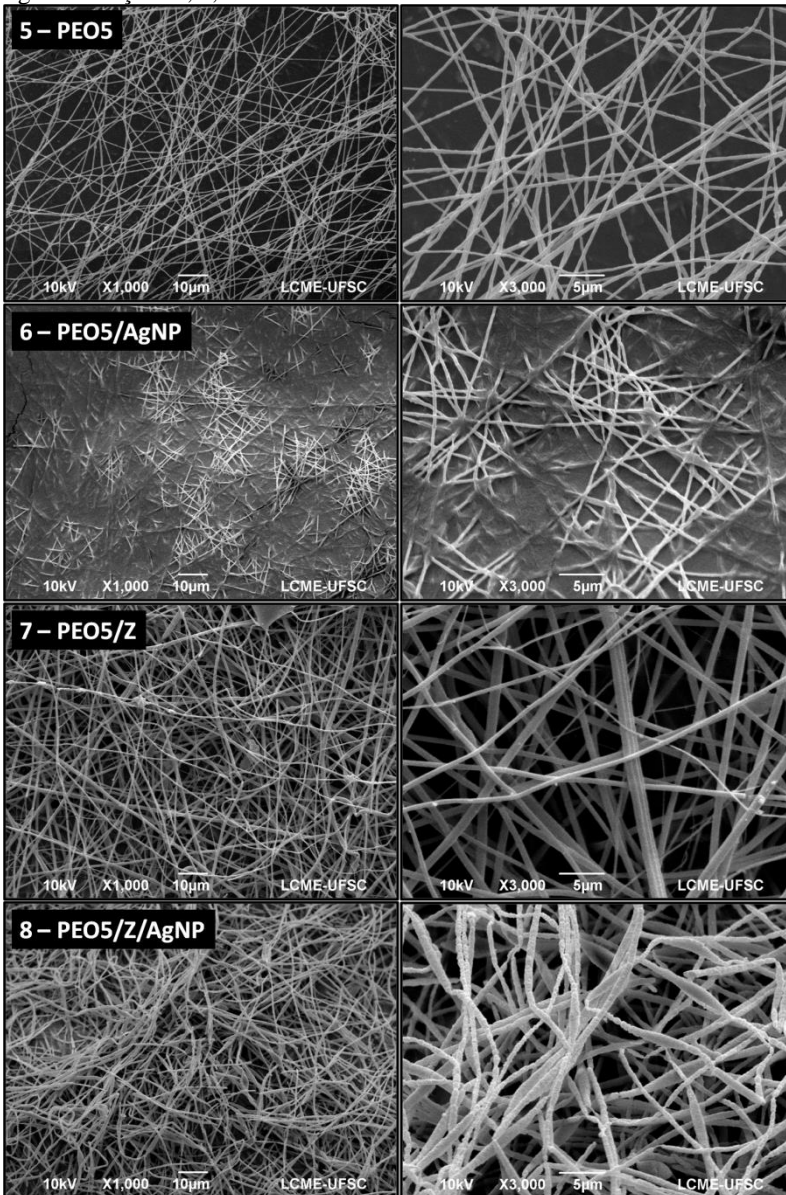 5 – PEO5
10kV X1,000 10µm LCME-UFSC
10kV X3,000 5µm LCME-UFSC
6 – PEO5/AgNP
10kV X1,000 10µm LCME-UFSC
10kV X3,000 5µm LCME-UFSC
7 – PEO5/Z
10kV X1,000 10µm LCME-UFSC
10kV X3,000 5µm LCME-UFSC
8 – PEO5/Z/AgNP
10kV X1,000 10µm LCME-UFSC
10kV X3,000 5µm LCME-UFSC